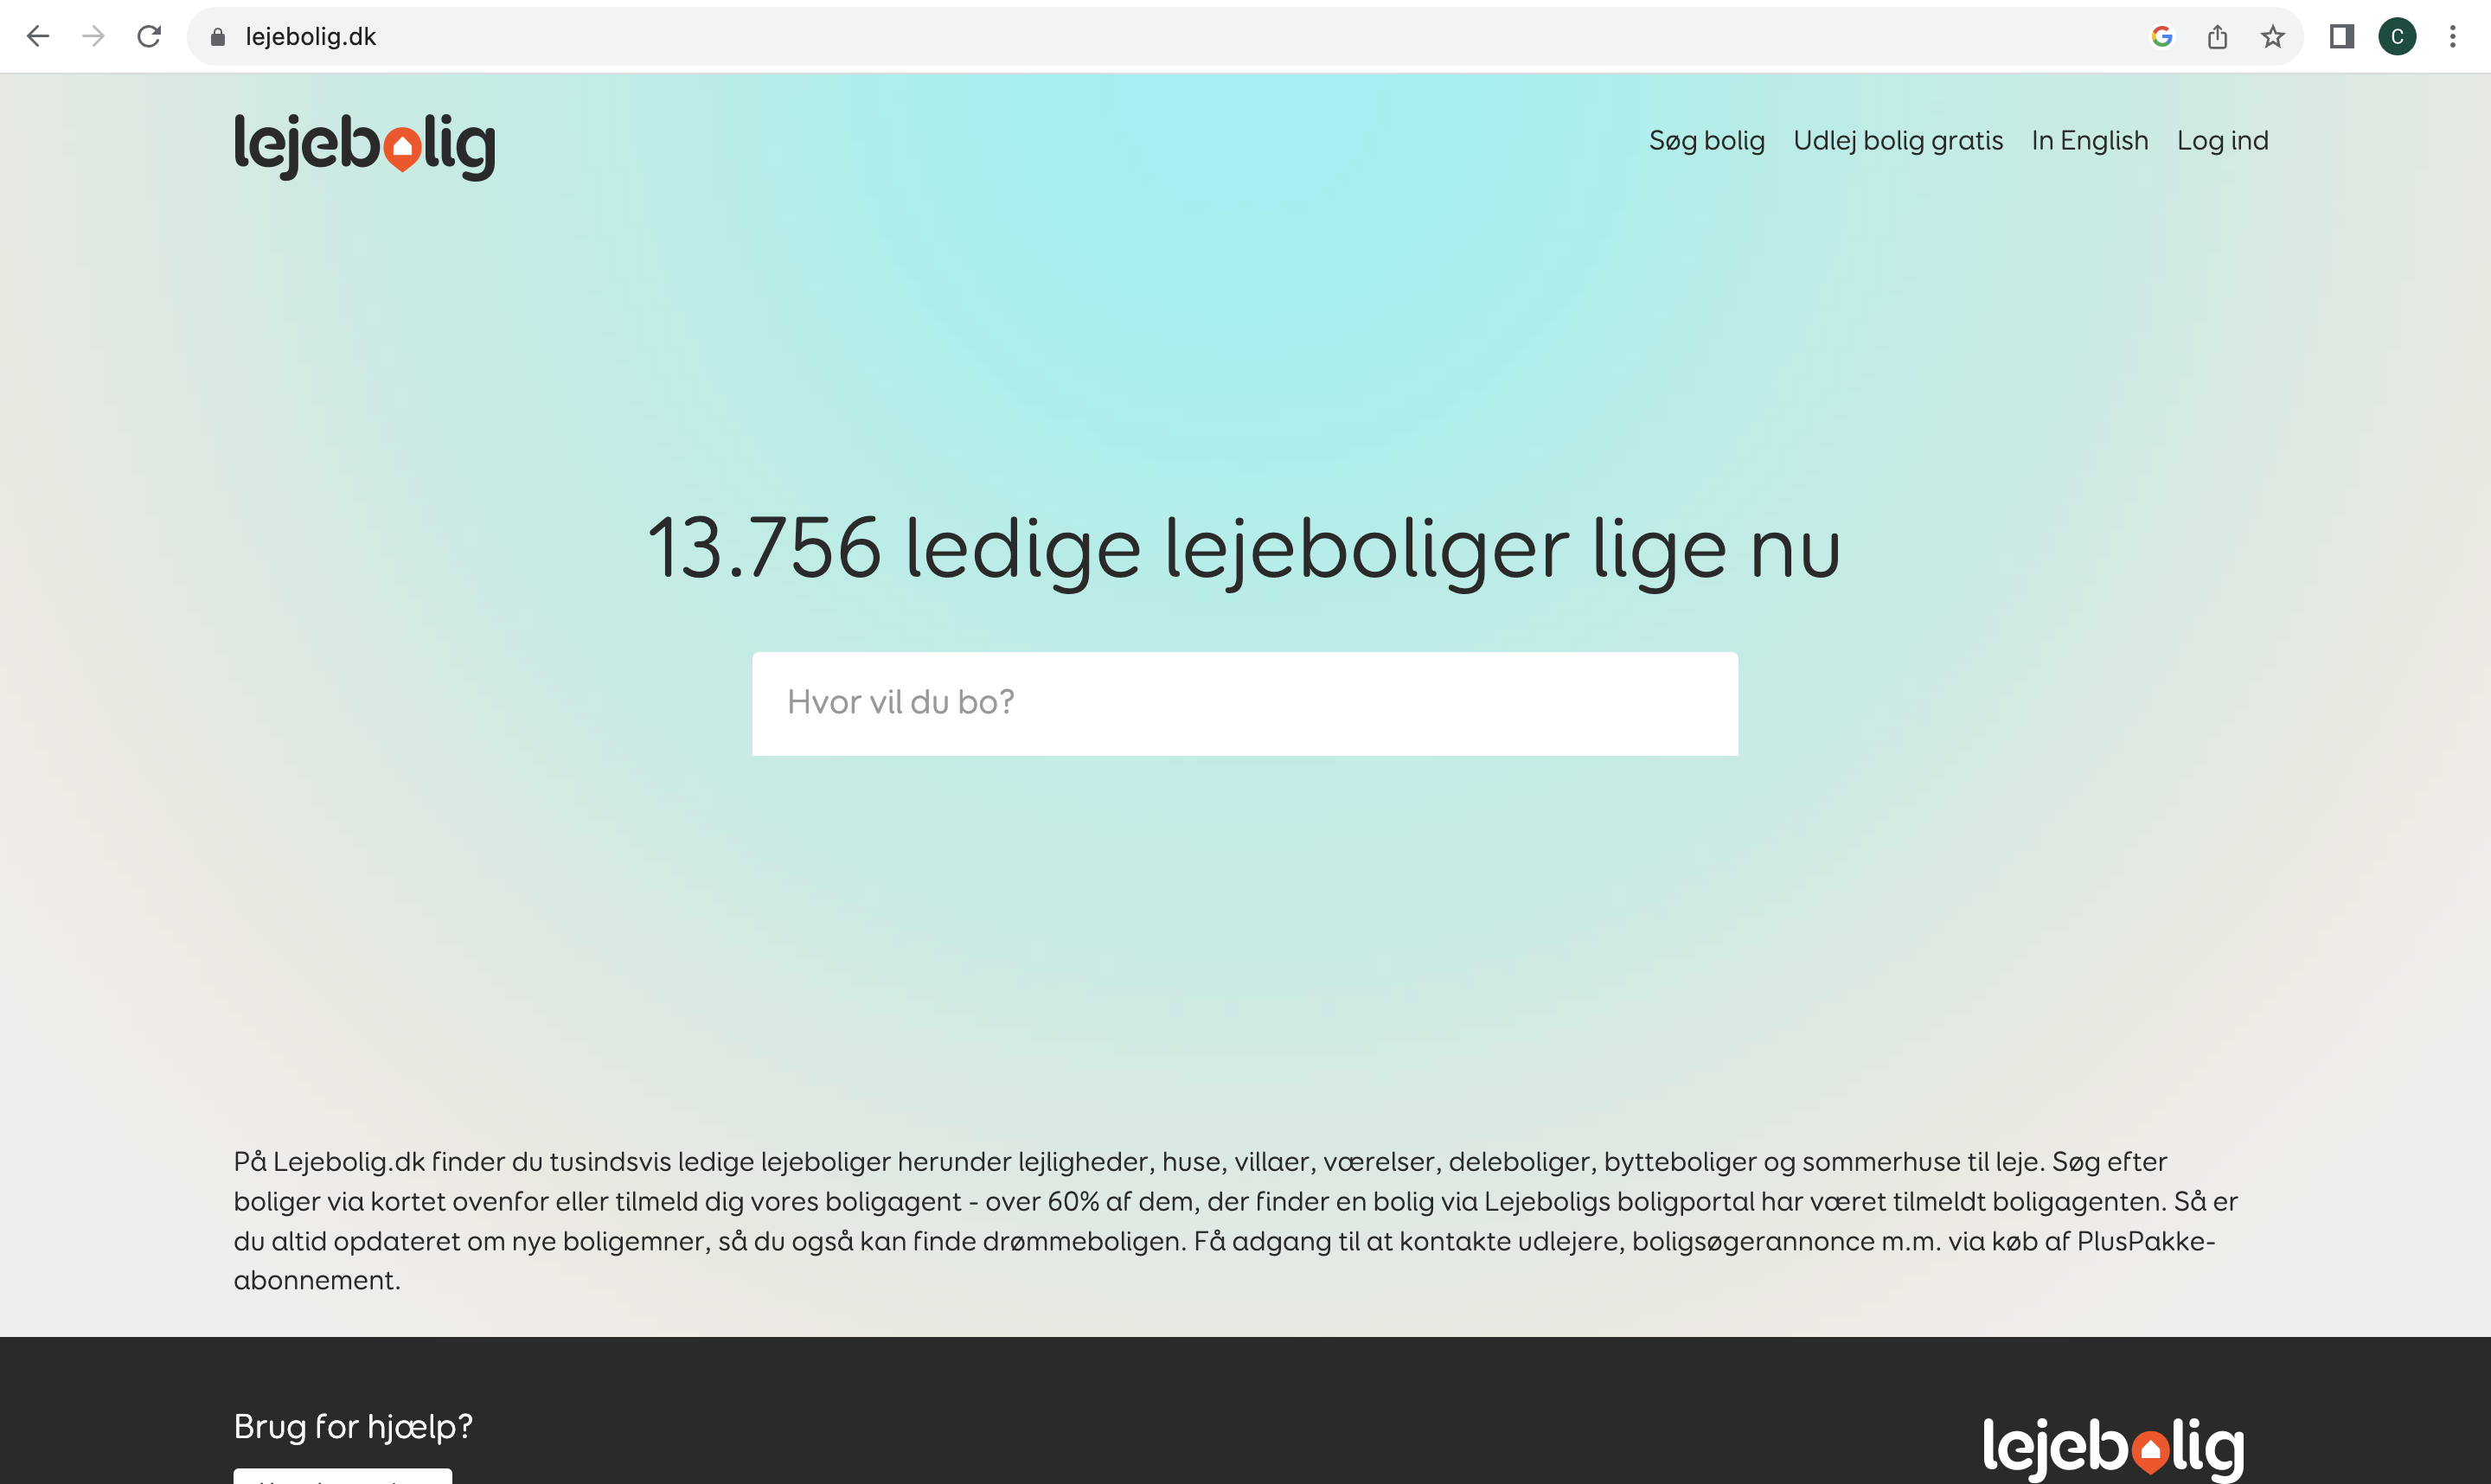 lejebolig.dk
C
lejebolig
Søg bolig Udlej bolig gratis In English Log ind
13.756 ledige lejeboliger lige nu
Hvor vil du bo?
På Lejebolig.dk finder du tusindsvis ledige lejeboliger herunder lejligheder, huse, villaer, værelser, deleboliger, bytteboliger og sommerhuse til leje. Søg efter
boliger via kortet ovenfor eller tilmeld dig vores boligagent - over 60% af dem, der finder en bolig via Lejeboligs boligportal har været tilmeldt boligagenten. Så er
du altid opdateret om nye boligemner, så du også kan finde drømmeboligen. Få adgang til at kontakte udlejere, boligsøgerannonce m.m. via køb af PlusPakke-
abonnement.
Brug for hjælp?
lejebolig